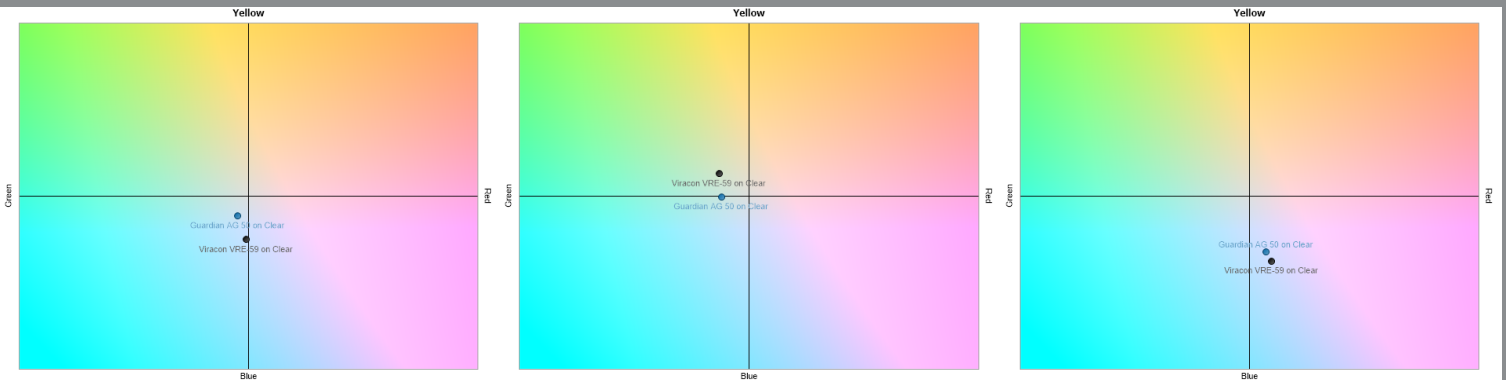 Yellow
Green
Red
Guardian AG 50 on Clear
Viracon VRE-59 on Clear
Blue
Yellow
Green
Red
Viracon VRE-59 on Clear
Guardian AG 50 on Clear
Blue
Yellow
Green
Red
Guardian AG 50 on Clear
Viracon VRE-59 on Clear
Blue